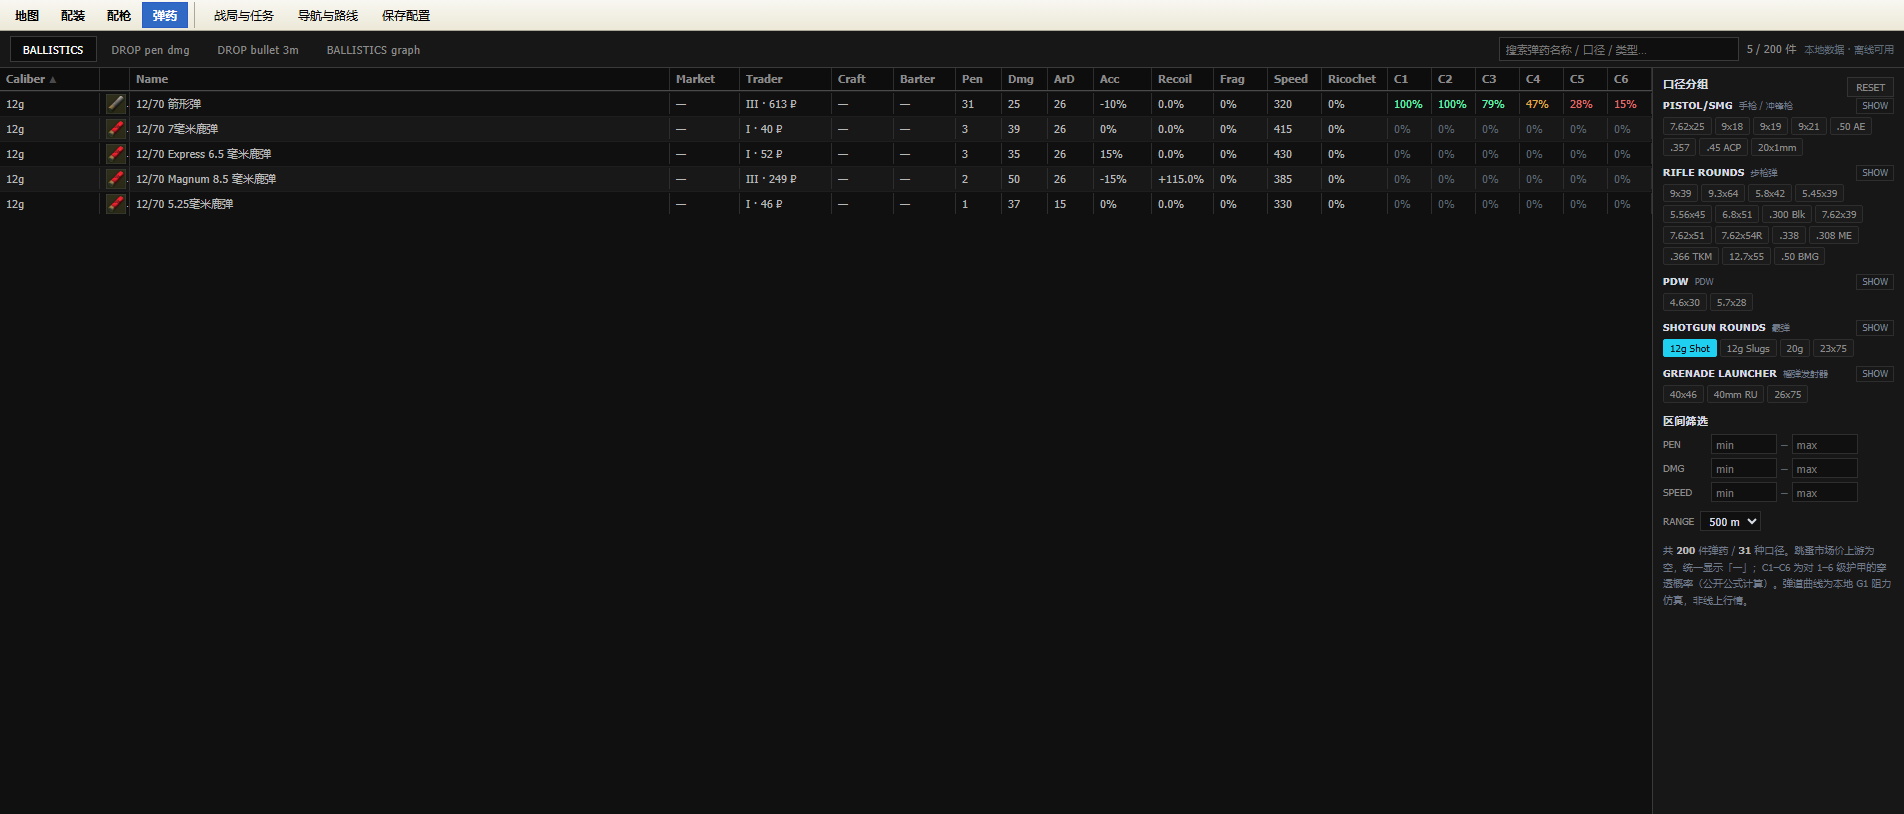 地图 配装 配枪 弹药 战局与任务 导航与路线 保存配置
BALLISTICS DROP pen dmg DROP bullet 3m BALLISTICS graph 搜索弹药名称 / 口径 / 类型... 5 / 200 件 本地数据 · 离线可用
Caliber ▲ Name Market Trader Craft Barter Pen Dmg ArD Acc Recoil Frag Speed Ricochet C1 C2 C3 C4 C5 C6
12g 12/70 箭形弹 — III · 613 ₽ — — 31 25 26 -10% 0.0% 0% 320 0% 100% 100% 79% 47% 28% 15%
12g 12/70 7毫米鹿弹 — I · 40 ₽ — — 3 39 26 0% 0.0% 0% 415 0% 0% 0% 0% 0% 0% 0%
12g 12/70 Express 6.5 毫米鹿弹 — I · 52 ₽ — — 3 35 26 15% 0.0% 0% 430 0% 0% 0% 0% 0% 0% 0%
12g 12/70 Magnum 8.5 毫米鹿弹 — III · 249 ₽ — — 2 50 26 -15% +115.0% 0% 385 0% 0% 0% 0% 0% 0% 0%
12g 12/70 5.25毫米鹿弹 — I · 46 ₽ — — 1 37 15 0% 0.0% 0% 330 0% 0% 0% 0% 0% 0% 0%
口径分组 RESET
PISTOL/SMG 手枪 / 冲锋枪 SHOW
7.62x25 9x18 9x19 9x21 .50 AE
.357 .45 ACP 20x1mm
RIFLE ROUNDS 步枪弹 SHOW
9x39 9.3x64 5.8x42 5.45x39
5.56x45 6.8x51 .300 Blk 7.62x39
7.62x51 7.62x54R .338 .308 ME
.366 TKM 12.7x55 .50 BMG
PDW PDW SHOW
4.6x30 5.7x28
SHOTGUN ROUNDS 霰弹 SHOW
12g Shot 12g Slugs 20g 23x75
GRENADE LAUNCHER 榴弹发射器 SHOW
40x46 40mm RU 26x75
区间筛选
PEN min — max
DMG min — max
SPEED min — max
RANGE 500 m
共 200 件弹药 / 31 种口径。跳蚤市场价上游为
空，统一显示「—」；C1–C6 为对 1–6 级护甲的穿
透概率（公开公式计算）。弹道曲线为本地 G1 阻力
仿真，非线上行情。